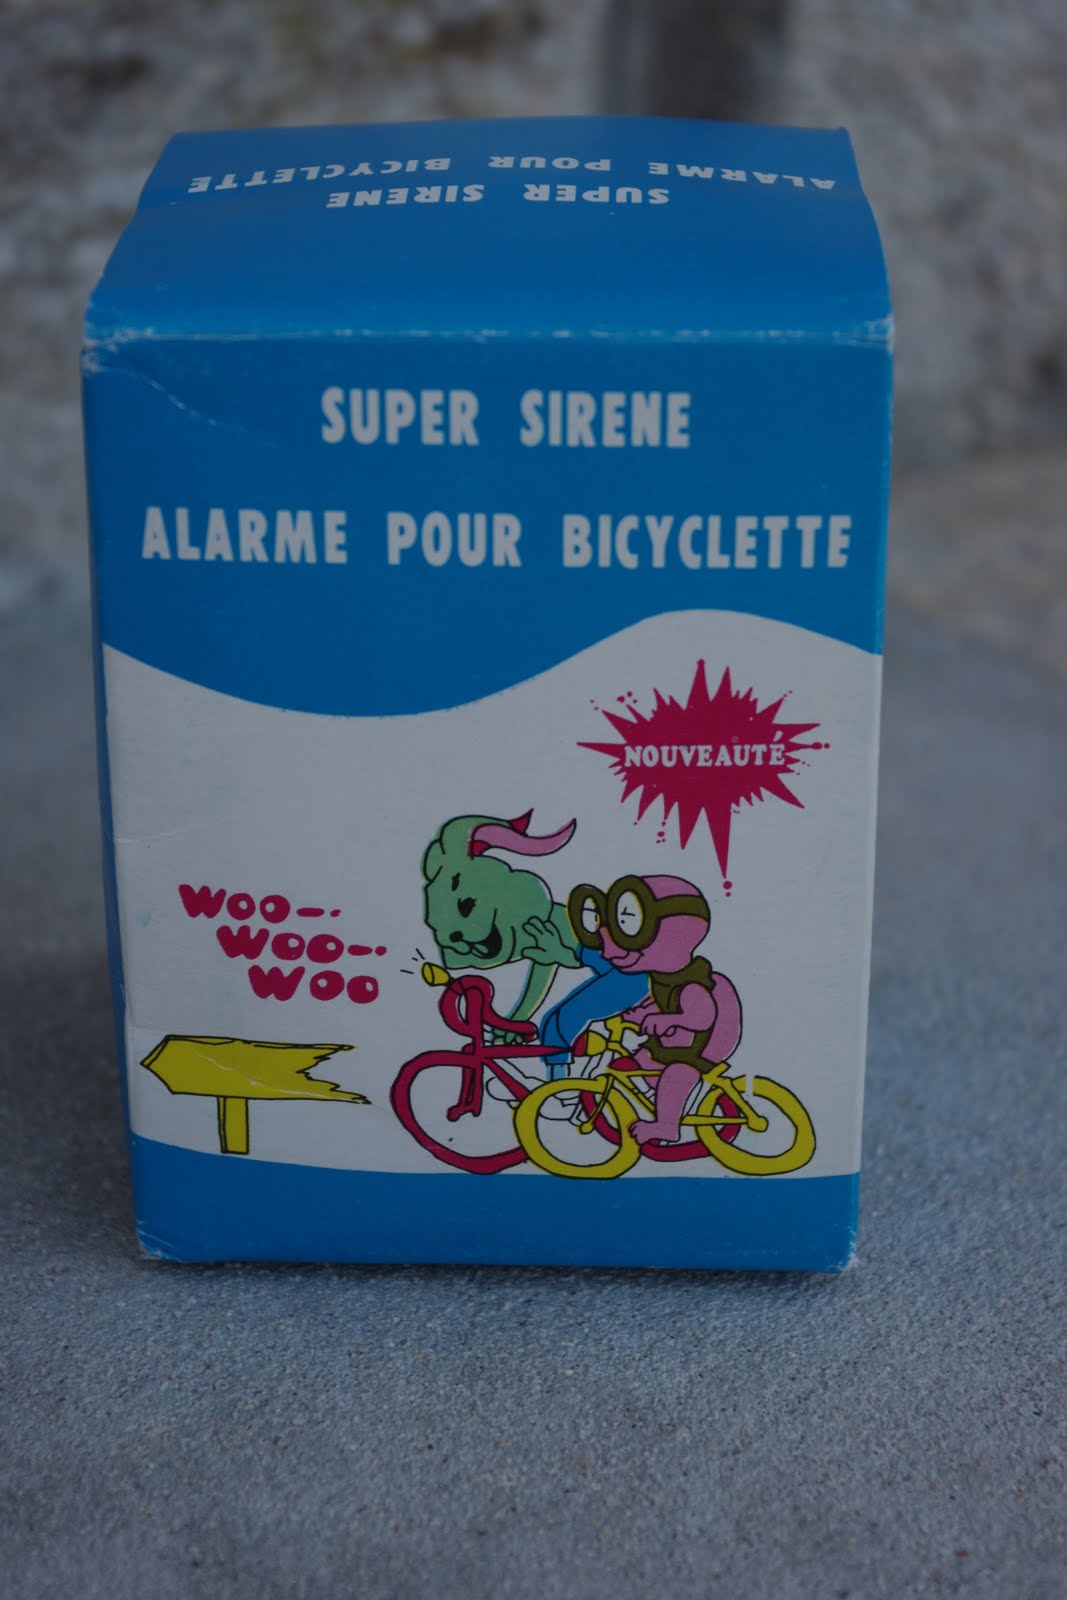 ALARME POUR BICYCLETTE
SUPER SIRENE
SUPER SIRENE
ALARME POUR BICYCLETTE
NOUVEAUTÉ
WOO--·
WOO--·
WOO